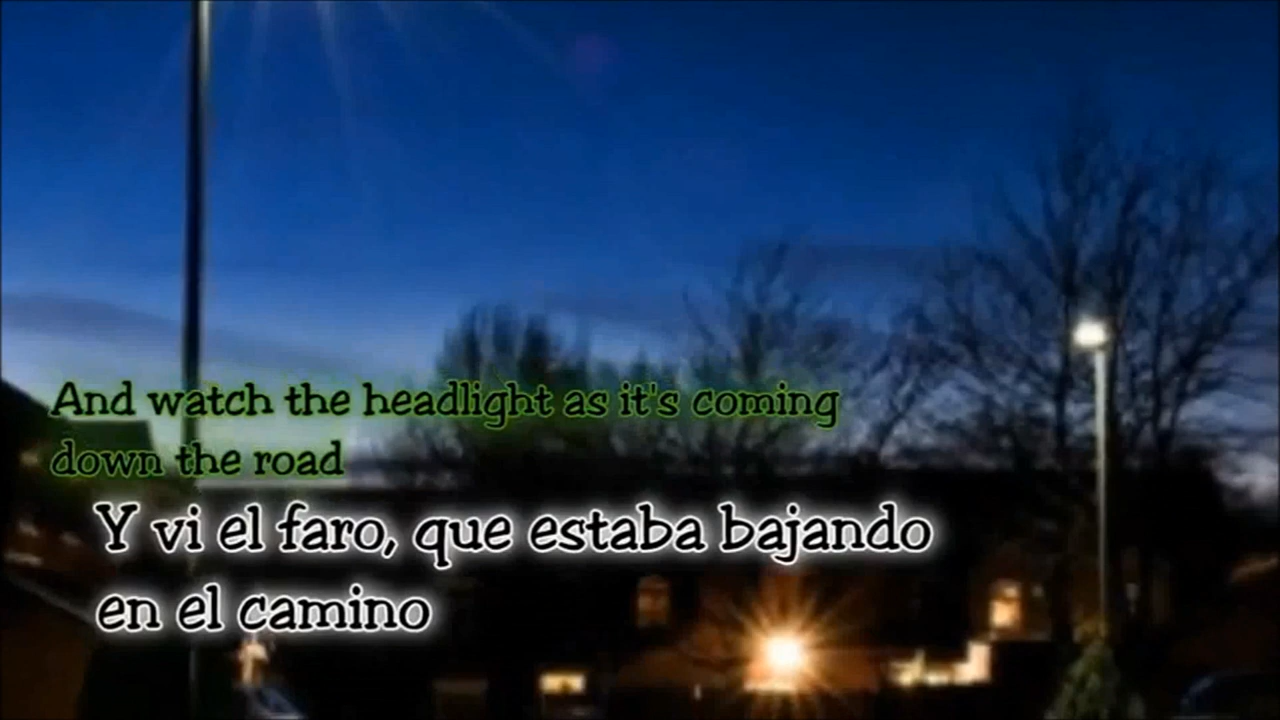 And watch the headlight as it's coming
down the road
Y vi el faro, que estaba bajando
en el camino